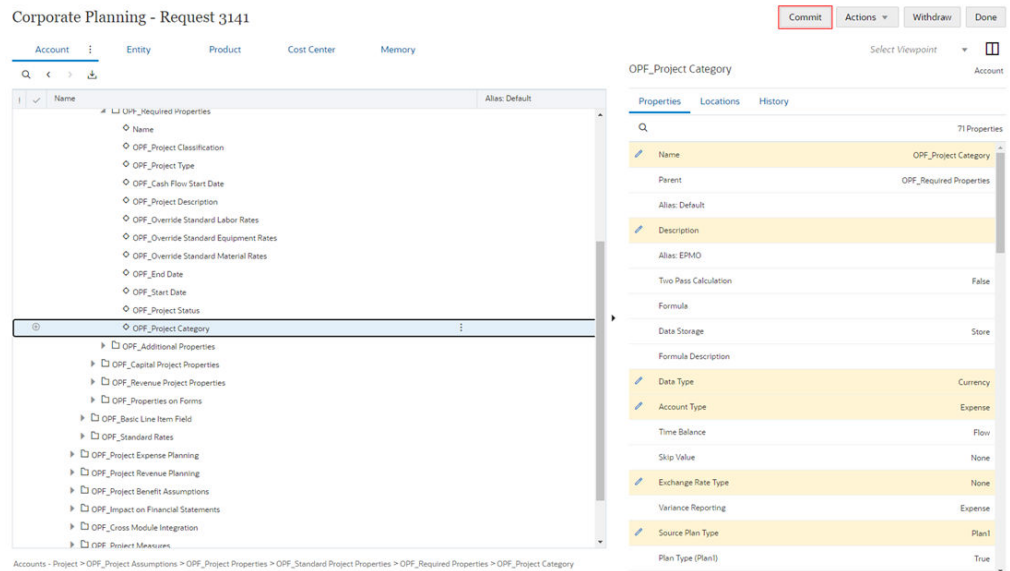 Corporate Planning - Request 3141
Commit
Actions
Withdraw
Done
Account
Entity
Product
Cost Center
Memory
Select Viewpoint
OPF_Project Category
Account
Name
Alias: Default
OPF_Required Properties
Name
OPF_Project Classification
OPF_Project Type
OPF_Cash Flow Start Date
OPF_Project Description
OPF_Override Standard Labor Rates
OPF_Override Standard Equipment Rates
OPF_Override Standard Material Rates
OPF_End Date
OPF_Start Date
OPF_Project Status
OPF_Project Category
OPF_Additional Properties
OPF_Capital Project Properties
OPF_Revenue Project Properties
OPF_Properties on Forms
OPF_Basic Line Item Field
OPF_Standard Rates
OPF_Project Expense Planning
OPF_Project Revenue Planning
OPF_Project Benefit Assumptions
OPF_Impact on Financial Statements
OPF_Cross Module Integration
OPF_Project Measures
Accounts - Project > OPF_Project Assumptions > OPF_Project Properties > OPF_Standard Project Properties > OPF_Required Properties > OPF_Project Category
Properties
Locations
History
71 Properties
Name OPF_Project Category
Parent OPF_Required Properties
Alias: Default
Description
Alias: EPMO
Two Pass Calculation False
Formula
Data Storage Store
Formula Description
Data Type Currency
Account Type Expense
Time Balance Flow
Skip Value None
Exchange Rate Type None
Variance Reporting Expense
Source Plan Type Plan1
Plan Type (Plan1) True